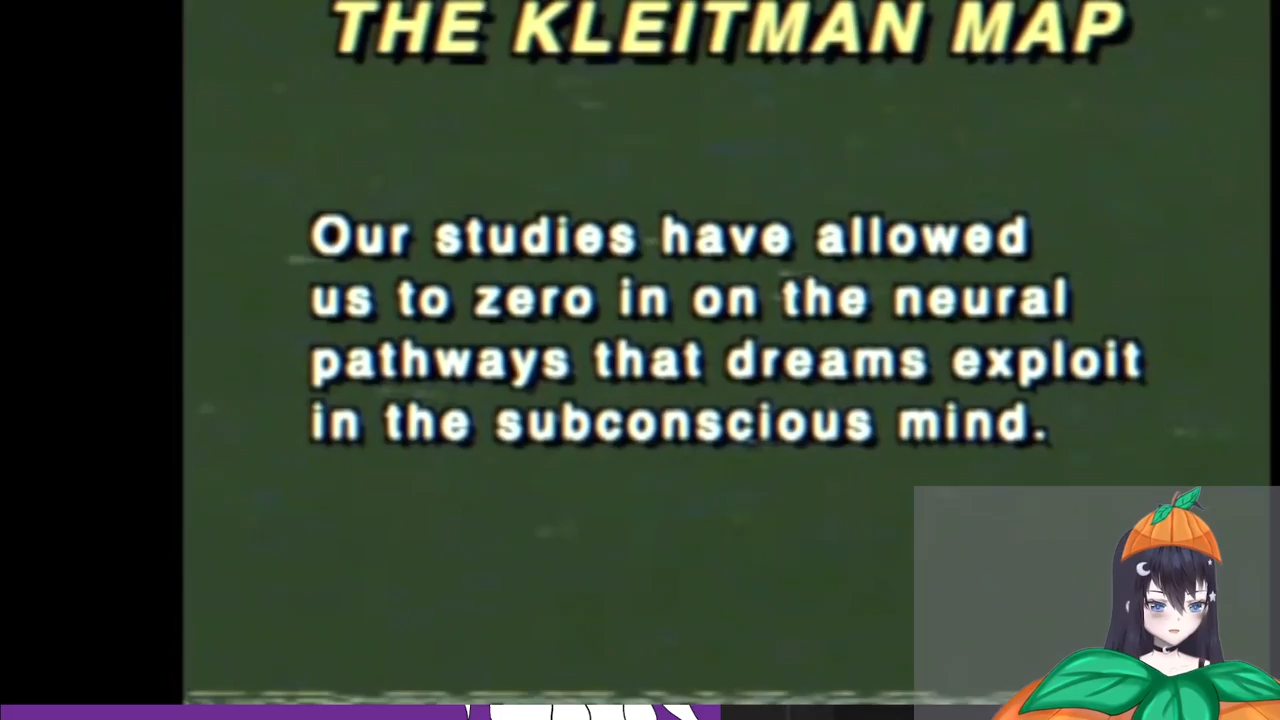 THE KLEITMAN MAP
Our studies have allowed
us to zero in on the neural
pathways that dreams exploit
in the subconscious mind.